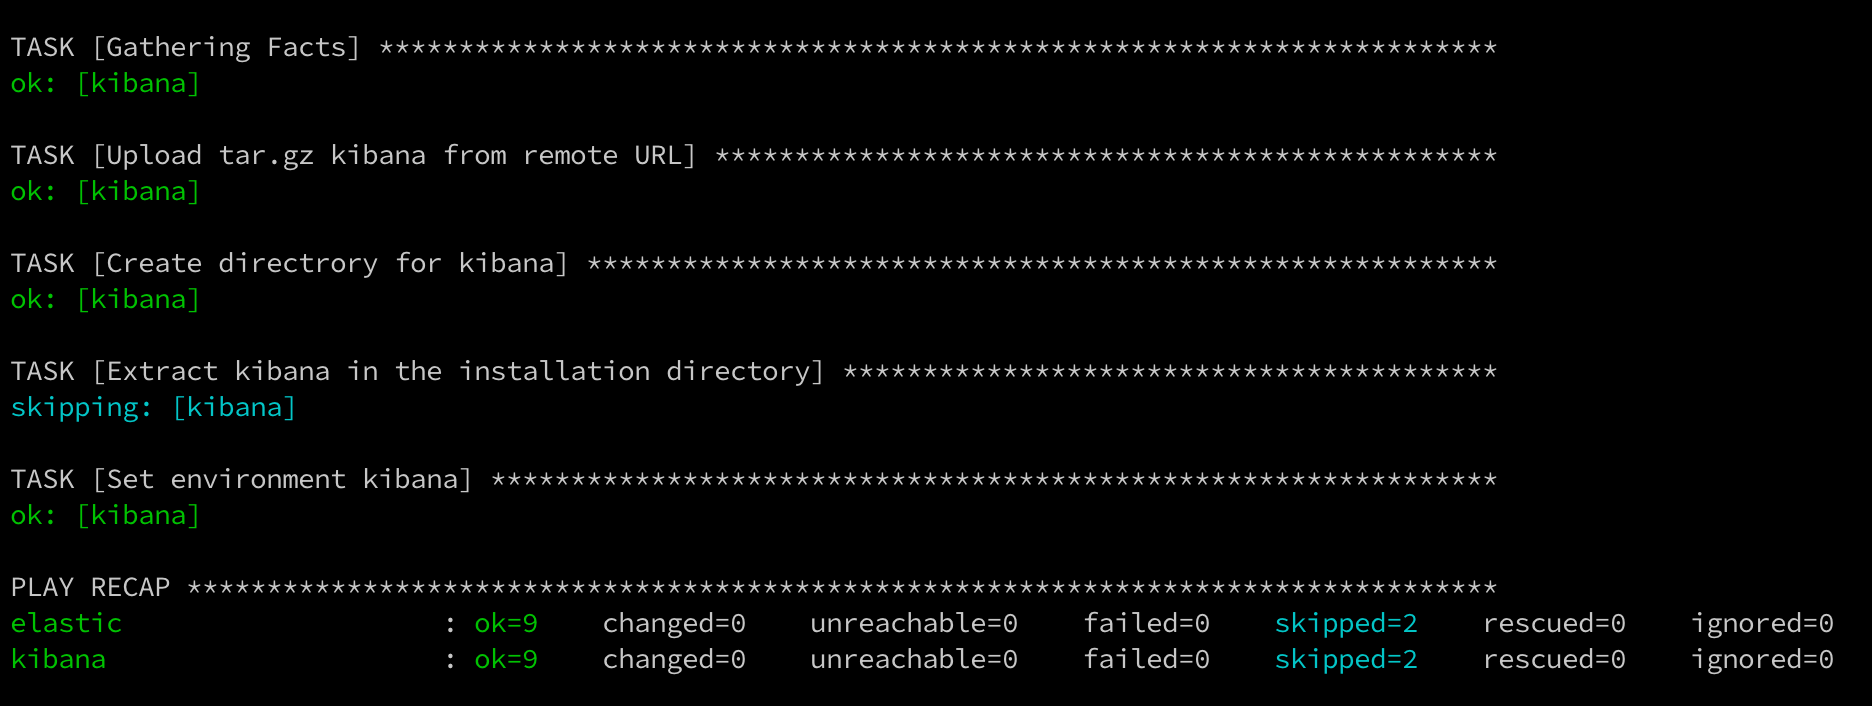 TASK [Gathering Facts] **********************************************************************
ok: [kibana]
TASK [Upload tar.gz kibana from remote URL] *************************************************
ok: [kibana]
TASK [Create directrory for kibana] *********************************************************
ok: [kibana]
TASK [Extract kibana in the installation directory] *****************************************
skipping: [kibana]
TASK [Set environment kibana] ***************************************************************
ok: [kibana]
PLAY RECAP **********************************************************************************
elastic                    : ok=9    changed=0    unreachable=0    failed=0    skipped=2    rescued=0    ignored=0
kibana                     : ok=9    changed=0    unreachable=0    failed=0    skipped=2    rescued=0    ignored=0